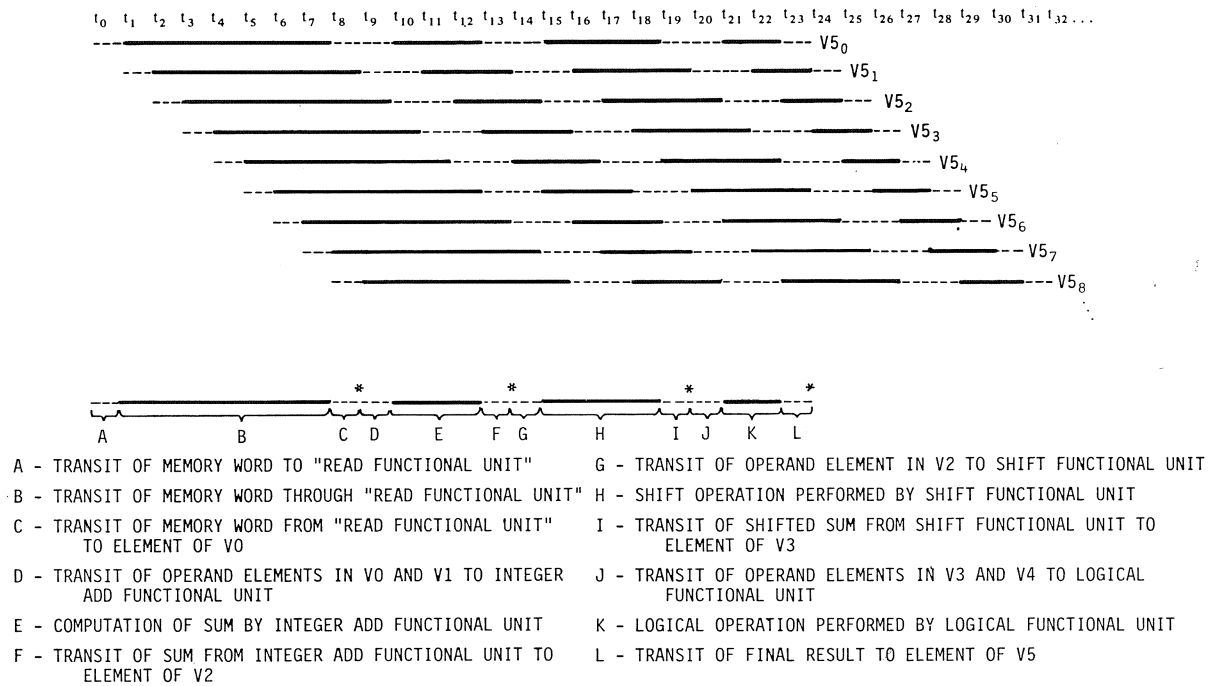 t0 t1 t2 t3 t4 t5 t6 t7 t8 t9 t10 t11 t12 t13 t14 t15 t16 t17 t18 t19 t20 t21 t22 t23 t24 t25 t26 t27 t28 t29 t30 t31 t32 ...
V50
V51
V52
V53
V54
V55
V56
V57
V58
* * * *
A B C D E F G H I J K L
A - TRANSIT OF MEMORY WORD TO "READ FUNCTIONAL UNIT"
B - TRANSIT OF MEMORY WORD THROUGH "READ FUNCTIONAL UNIT"
C - TRANSIT OF MEMORY WORD FROM "READ FUNCTIONAL UNIT"
TO ELEMENT OF VO
D - TRANSIT OF OPERAND ELEMENTS IN VO AND V1 TO INTEGER
ADD FUNCTIONAL UNIT
E - COMPUTATION OF SUM BY INTEGER ADD FUNCTIONAL UNIT
F - TRANSIT OF SUM FROM INTEGER ADD FUNCTIONAL UNIT TO
ELEMENT OF V2
G - TRANSIT OF OPERAND ELEMENT IN V2 TO SHIFT FUNCTIONAL UNIT
H - SHIFT OPERATION PERFORMED BY SHIFT FUNCTIONAL UNIT
I - TRANSIT OF SHIFTED SUM FROM SHIFT FUNCTIONAL UNIT TO
ELEMENT OF V3
J - TRANSIT OF OPERAND ELEMENTS IN V3 AND V4 TO LOGICAL
FUNCTIONAL UNIT
K - LOGICAL OPERATION PERFORMED BY LOGICAL FUNCTIONAL UNIT
L - TRANSIT OF FINAL RESULT TO ELEMENT OF V5